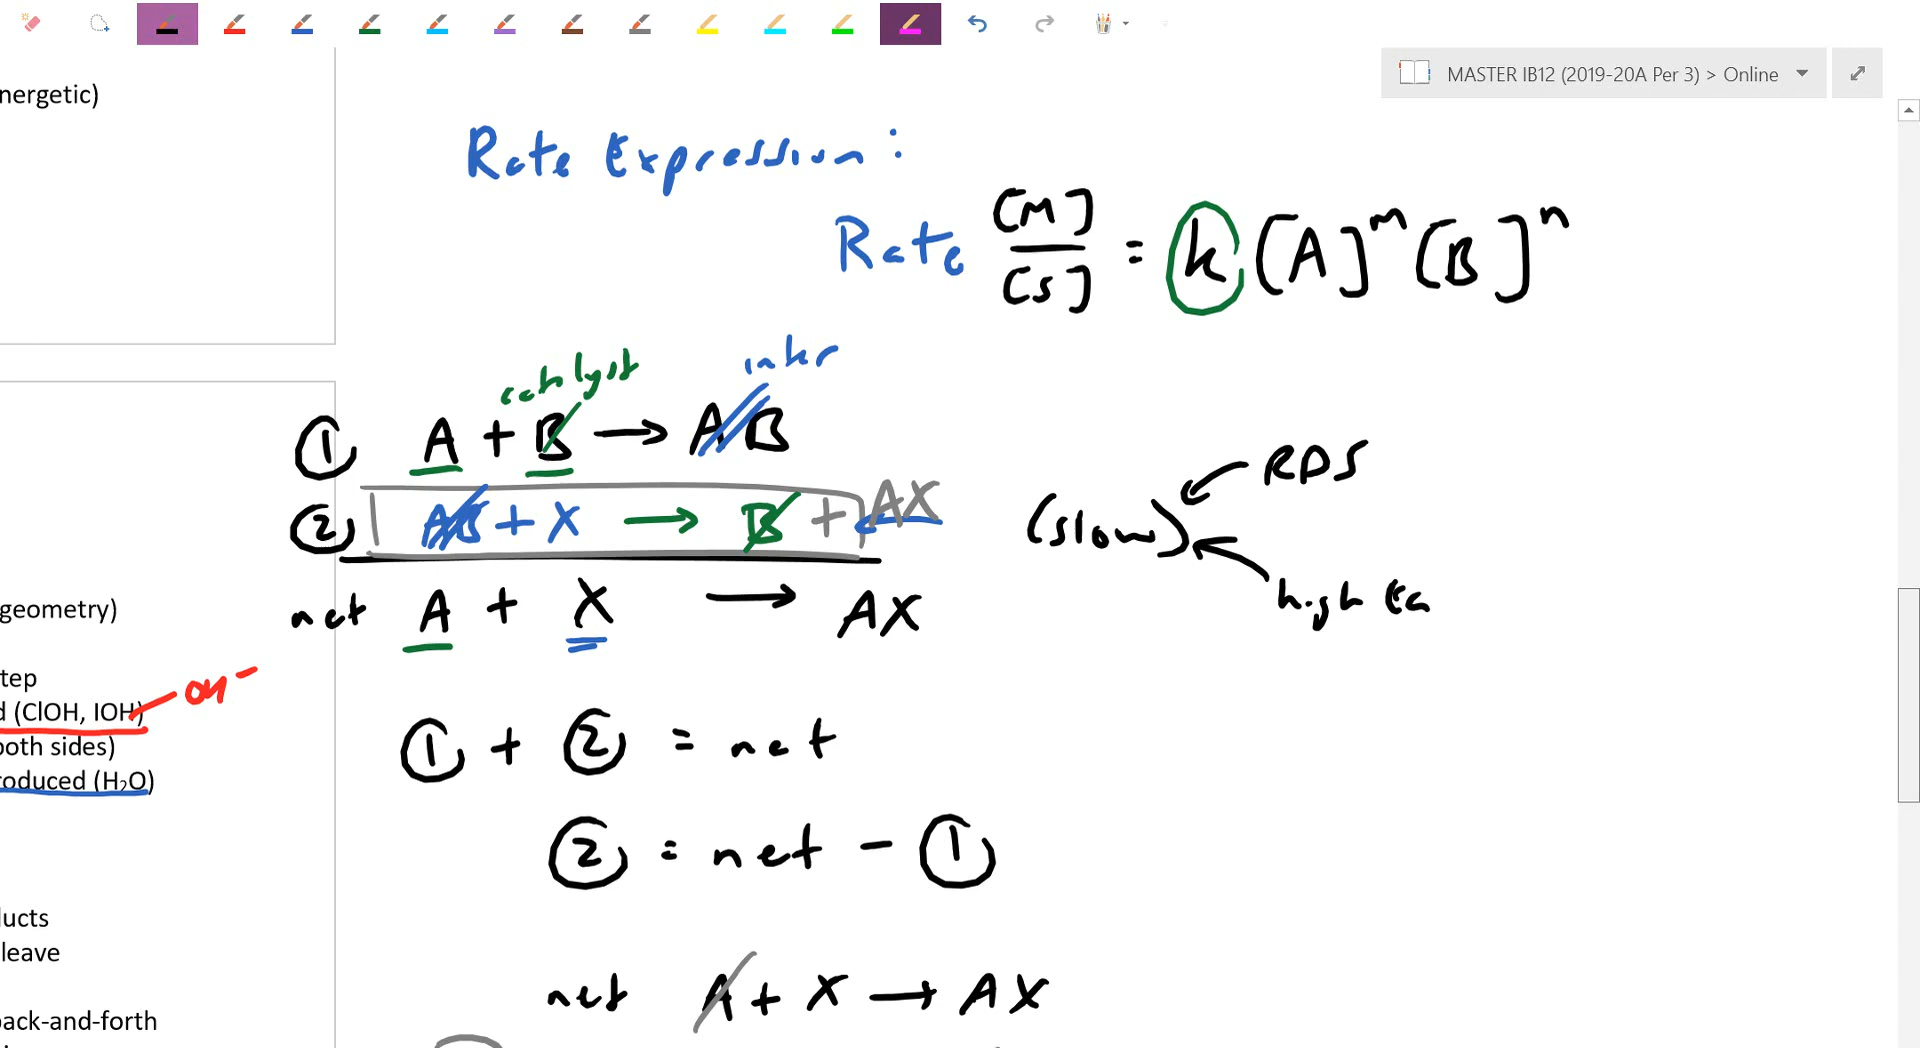 MASTER IB12 (2019-20A Per 3) > Online
nergetic)
Rate Expression:
Rate [M]/[S] = k [A]^m [B]^n
catalyst inter
① A + B → AB
RDS
② AB + X → B + AX (slow)
high Ea
net A + X → AX
geometry)
tep
d (ClOH, IOH) OH⁻
both sides)
oduced (H₂O)
① + ② = net
② = net − ①
ucts
leave
net A + X → AX
ack-and-forth